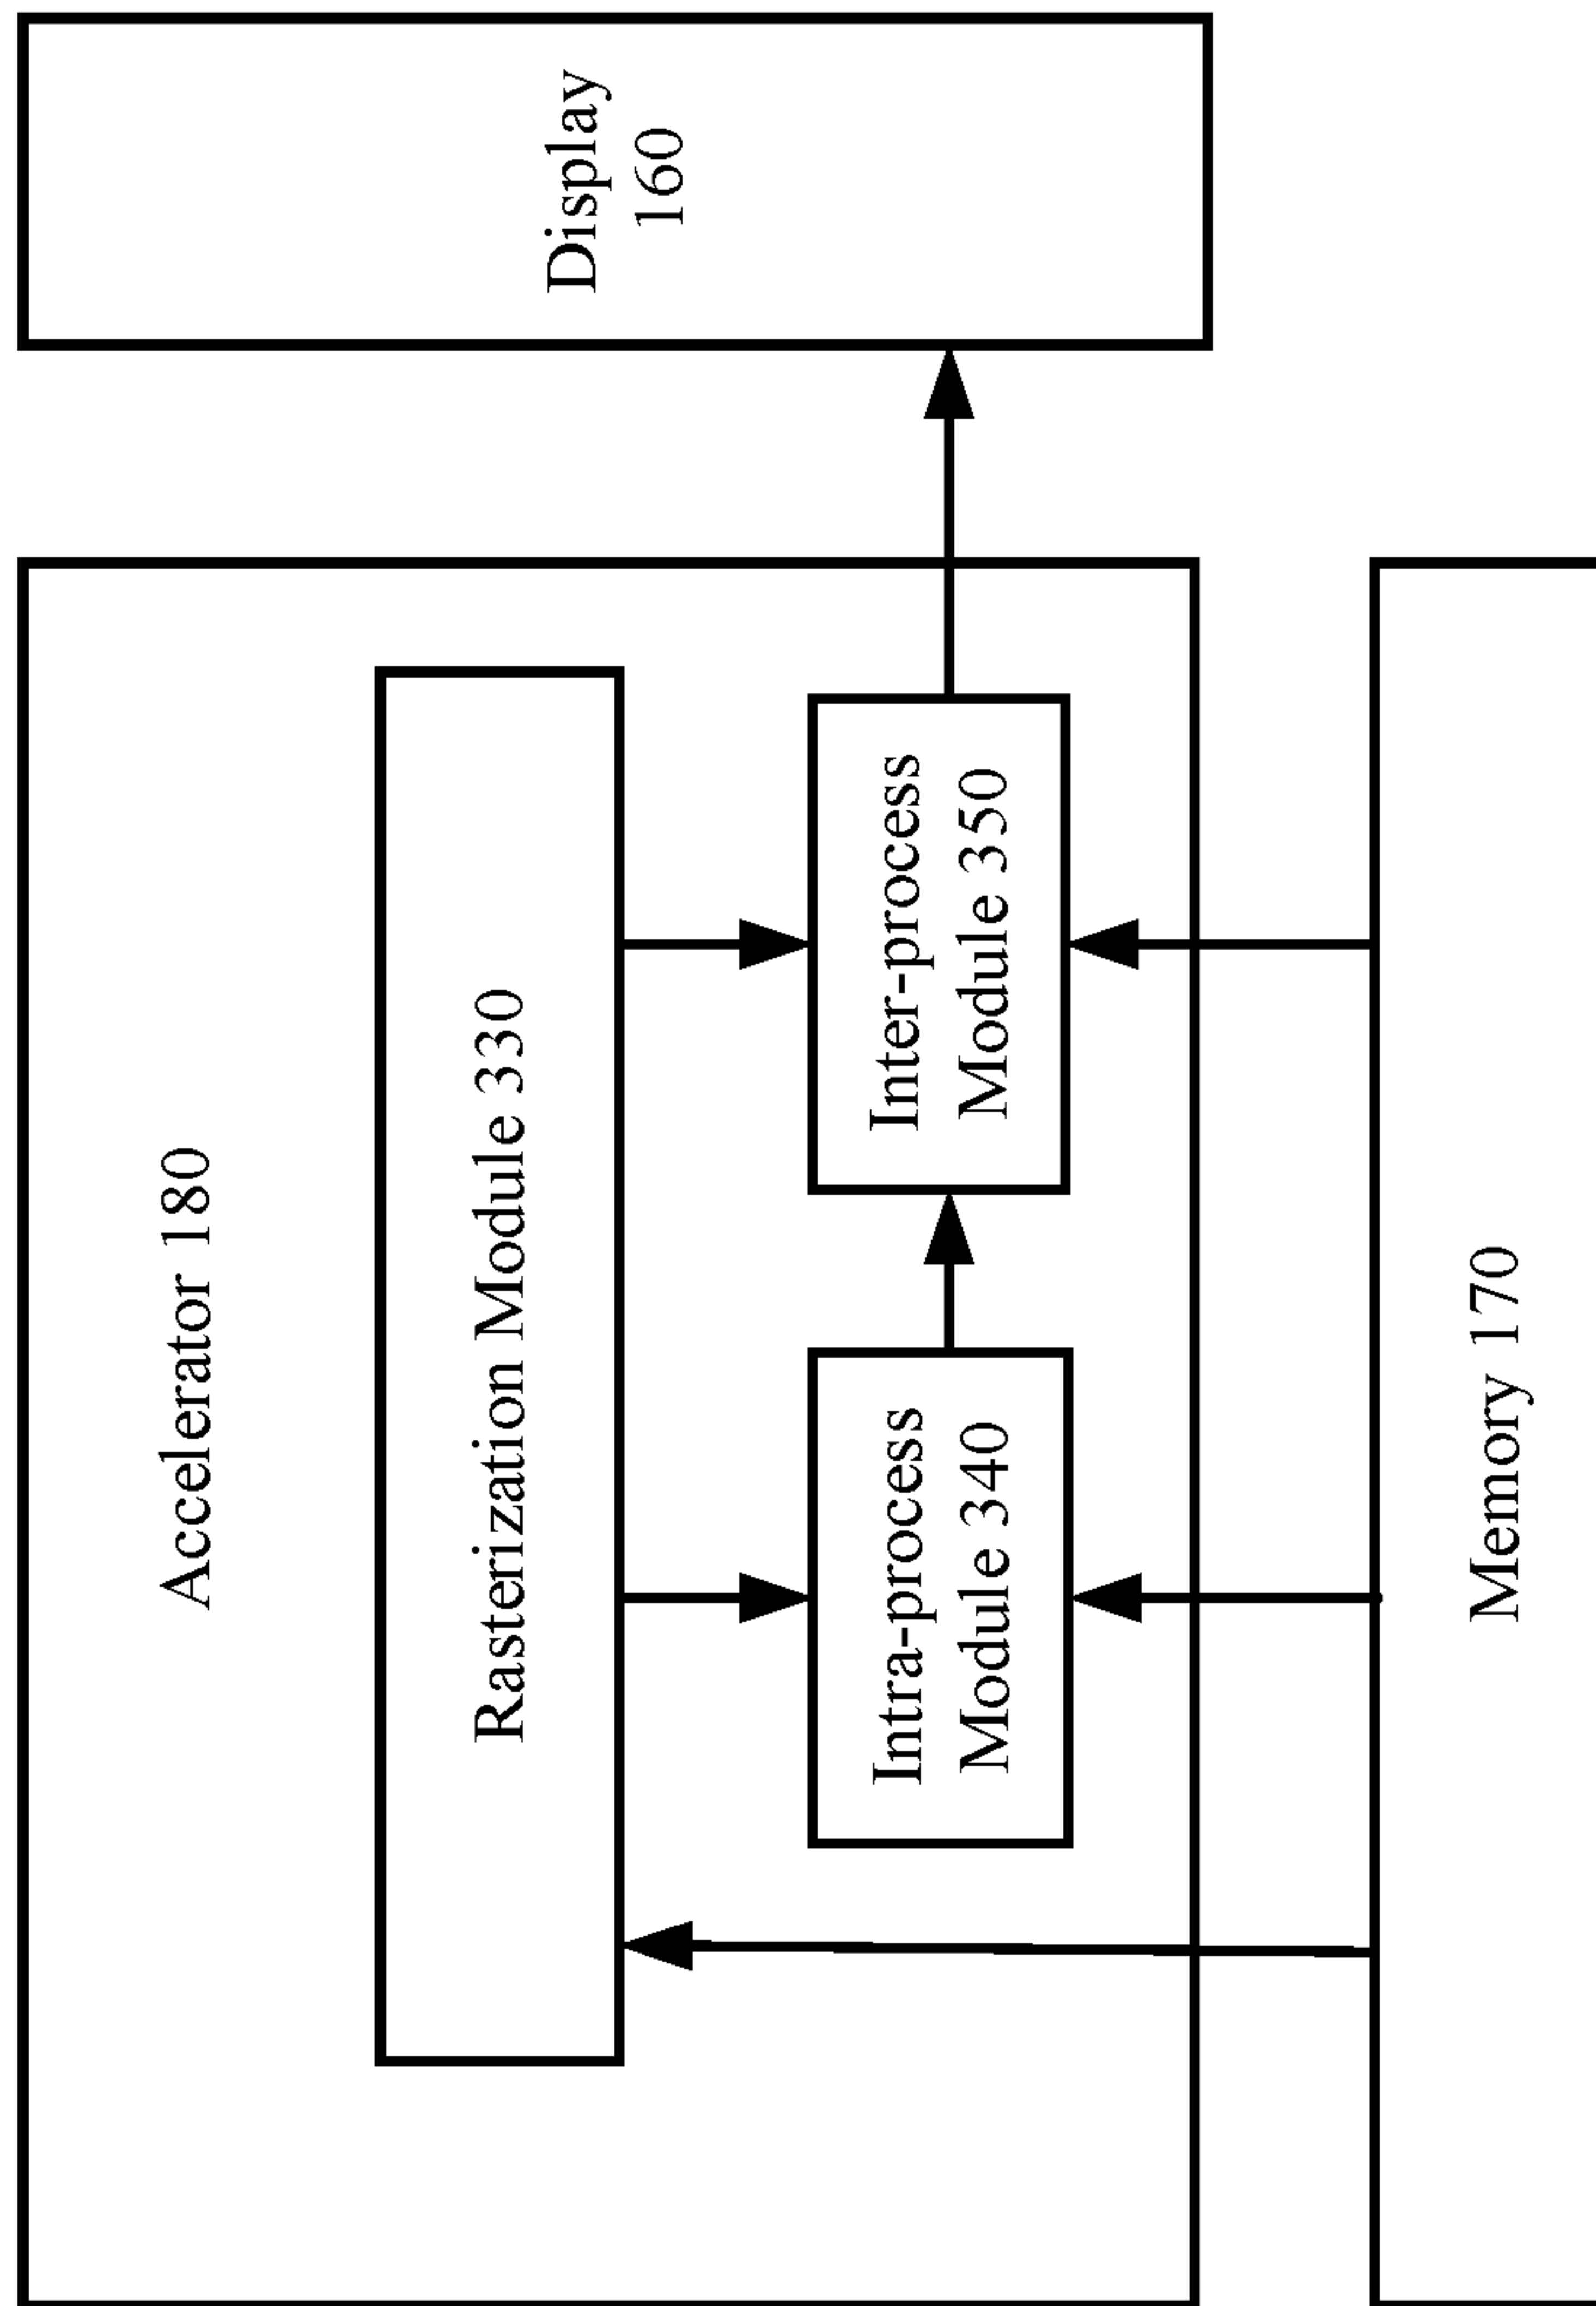 Accelerator 180
Rasterization Module 330
Intra-process
Module 340
Inter-process
Module 350
Display
160
Memory 170